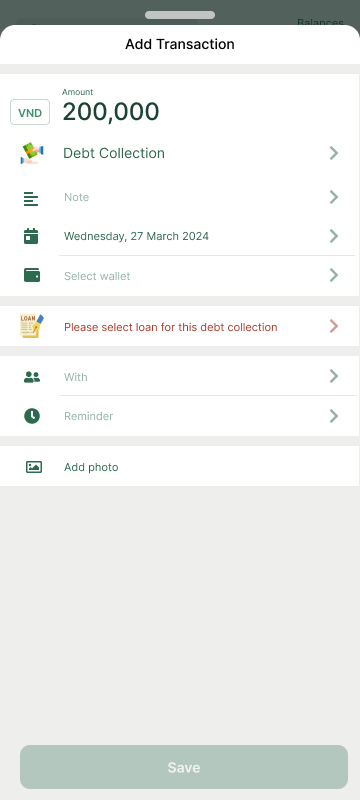 Balances
Add Transaction
Amount
VND
200,000
Debt Collection
Note
Wednesday, 27 March 2024
Select wallet
LOAN
Please select loan for this debt collection
With
Reminder
Add photo
Save